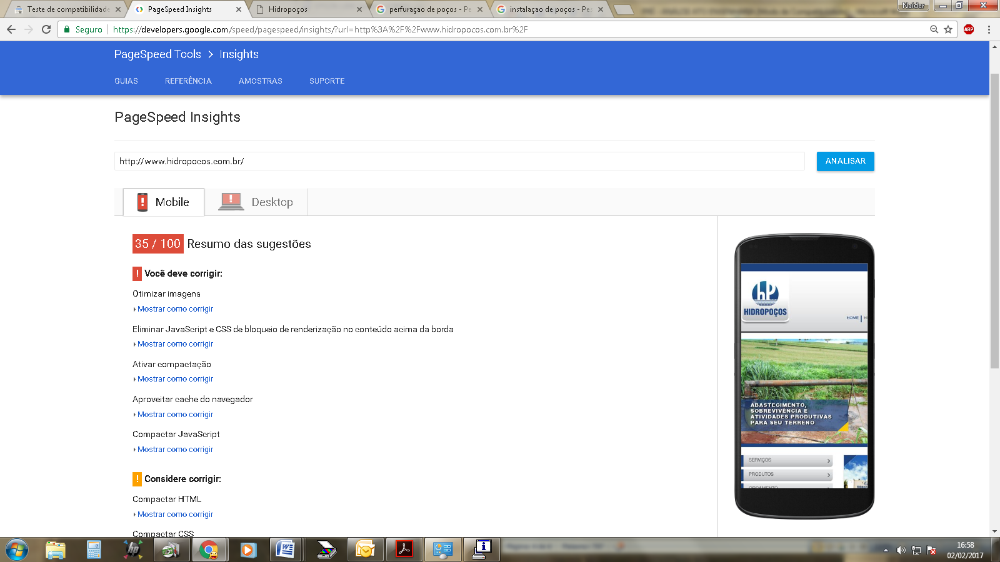 Teste de compatibilidade
PageSpeed Insights
Hidropoços
perfuraçao de poços - Pe
instalaçao de poços - Pes
Naider
Seguro
https://developers.google.com/speed/pagespeed/insights/?url=http%3A%2F%2Fwww.hidropocos.com.br%2F
ABP
PageSpeed Tools > Insights
GUIAS
REFERÊNCIA
AMOSTRAS
SUPORTE
PageSpeed Insights
http://www.hidropocos.com.br/
ANALISAR
Mobile
Desktop
35 / 100 Resumo das sugestões
! Você deve corrigir:
Otimizar imagens
Mostrar como corrigir
Eliminar JavaScript e CSS de bloqueio de renderização no conteúdo acima da borda
Mostrar como corrigir
Ativar compactação
Mostrar como corrigir
Aproveitar cache do navegador
Mostrar como corrigir
Compactar JavaScript
Mostrar como corrigir
! Considere corrigir:
Compactar HTML
Mostrar como corrigir
Compactar CSS
hP
HIDROPOÇOS
HOME
ABASTECIMENTO,
SOBREVIVÊNCIA E
ATIVIDADES PRODUTIVAS
PARA SEU TERRENO
SERVIÇOS
PRODUTOS
ORÇAMENTO
16:58
02/02/2017